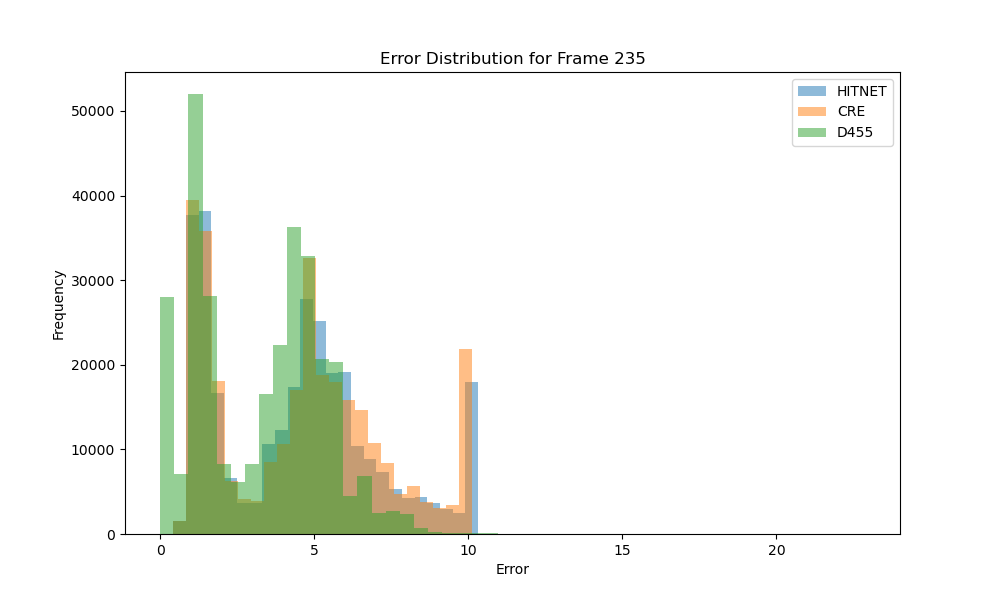 Error Distribution for Frame 235
HITNET
CRE
D455
50000
40000
30000
20000
10000
0
Frequency
0 5 10 15 20
Error